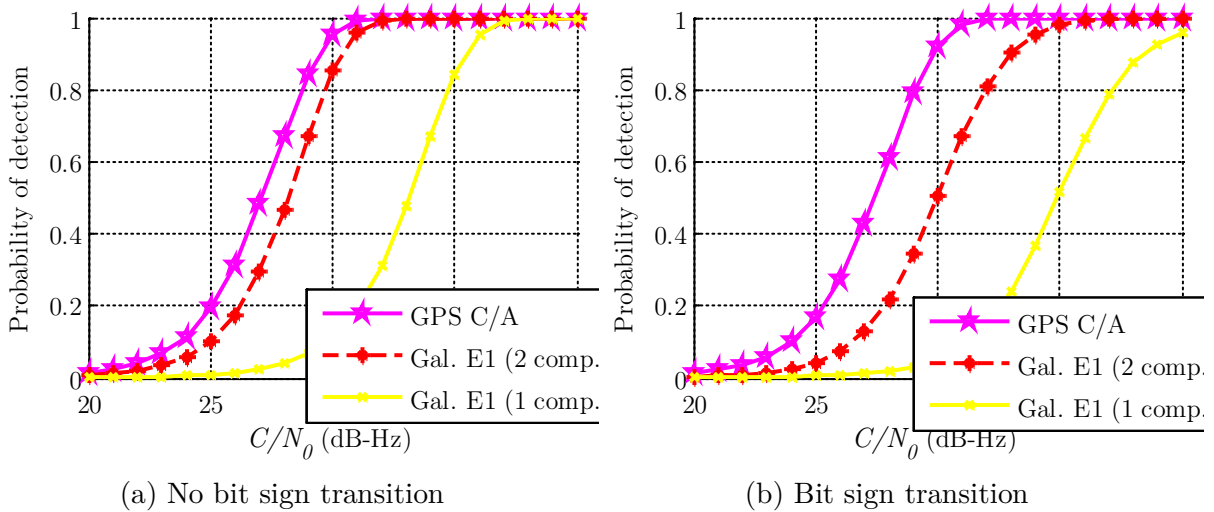 Probability of detection
1
0.8
0.6
0.4
0.2
0
20
25
C/N0 (dB-Hz)
GPS C/A
Gal. E1 (2 comp.
Gal. E1 (1 comp.
(a) No bit sign transition
Probability of detection
1
0.8
0.6
0.4
0.2
0
20
25
C/N0 (dB-Hz)
GPS C/A
Gal. E1 (2 comp.
Gal. E1 (1 comp.
(b) Bit sign transition